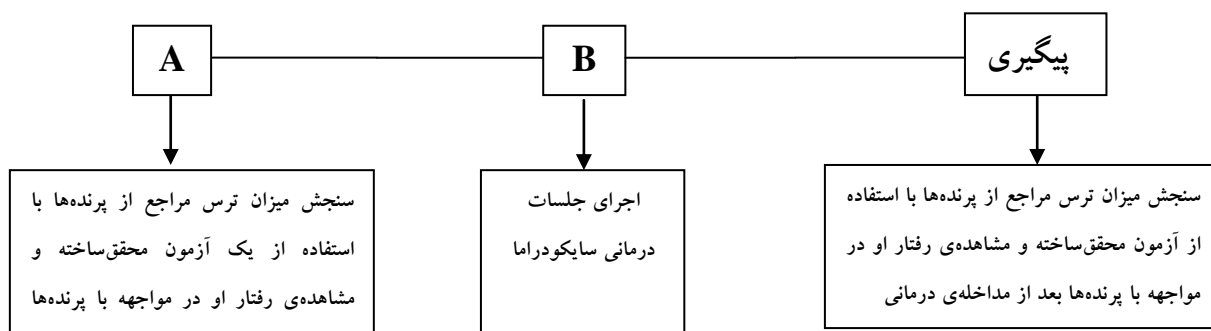 A
B
پیگیری
سنجش میزان ترس مراجع از پرنده‌ها با
استفاده از یک آزمون محقق‌ساخته و
مشاهده‌ی رفتار او در مواجهه با پرنده‌ها
اجرای جلسات
درمانی سایکودراما
سنجش میزان ترس مراجع از پرنده‌ها با استفاده
از آزمون محقق‌ساخته و مشاهده‌ی رفتار او در
مواجهه با پرنده‌ها بعد از مداخله‌ی درمانی